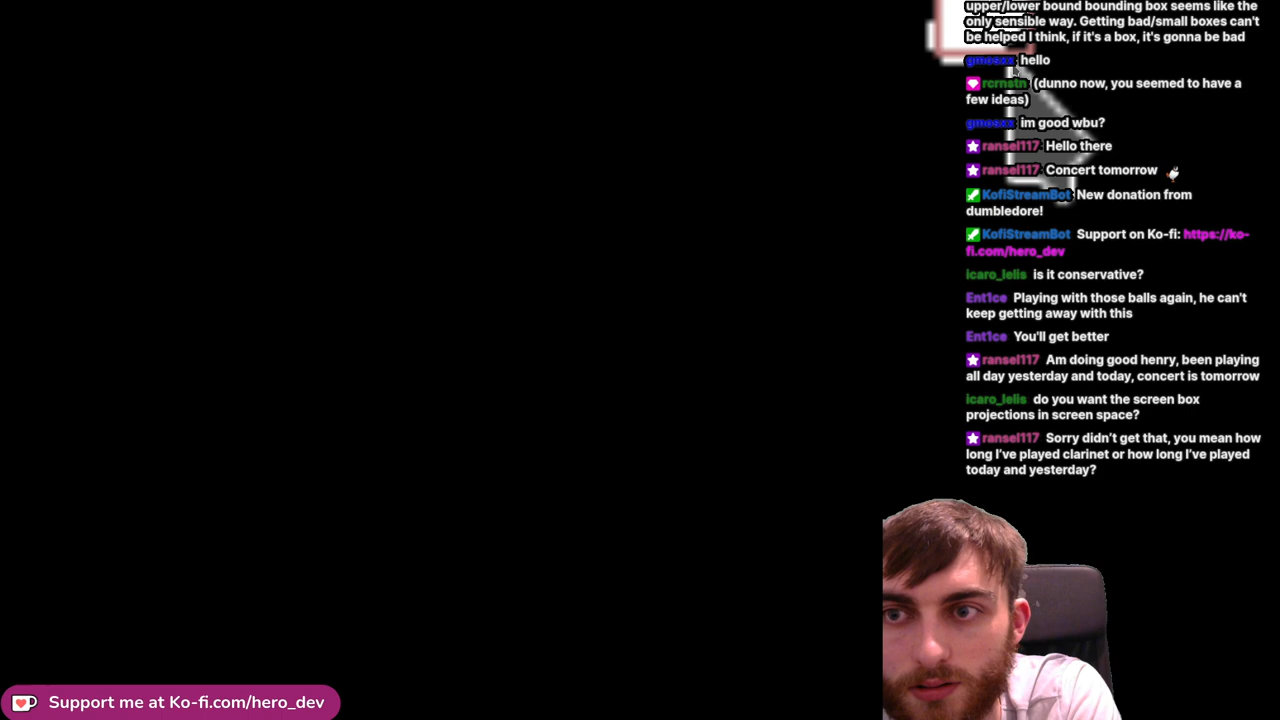 upper/lower bound bounding box seems like the
only sensible way. Getting bad/small boxes can't
be helped I think, if it's a box, it's gonna be bad
gmosxx: hello
rcrnstn: (dunno now, you seemed to have a
few ideas)
gmosxx: im good wbu?
ransel117: Hello there
ransel117: Concert tomorrow
KofiStreamBot: New donation from
dumbledore!
KofiStreamBot Support on Ko-fi: https://ko-
fi.com/hero_dev
icaro_lelis is it conservative?
Ent1ce Playing with those balls again, he can't
keep getting away with this
Ent1ce You'll get better
ransel117 Am doing good henry, been playing
all day yesterday and today, concert is tomorrow
icaro_lelis do you want the screen box
projections in screen space?
ransel117 Sorry didn’t get that, you mean how
long I’ve played clarinet or how long I’ve played
today and yesterday?
Support me at Ko-fi.com/hero_dev